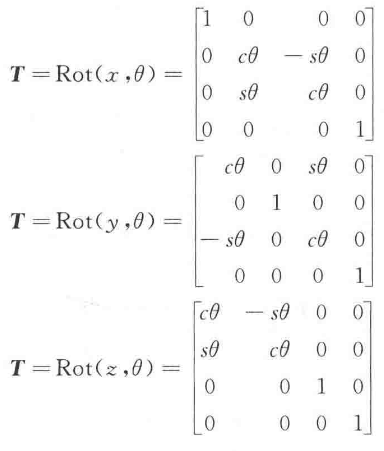 T = Rot(x,θ) = [1 0 0 0
0 cθ −sθ 0
0 sθ cθ 0
0 0 0 1]
T = Rot(y,θ) = [cθ 0 sθ 0
0 1 0 0
−sθ 0 cθ 0
0 0 0 1]
T = Rot(z,θ) = [cθ −sθ 0 0
sθ cθ 0 0
0 0 1 0
0 0 0 1]